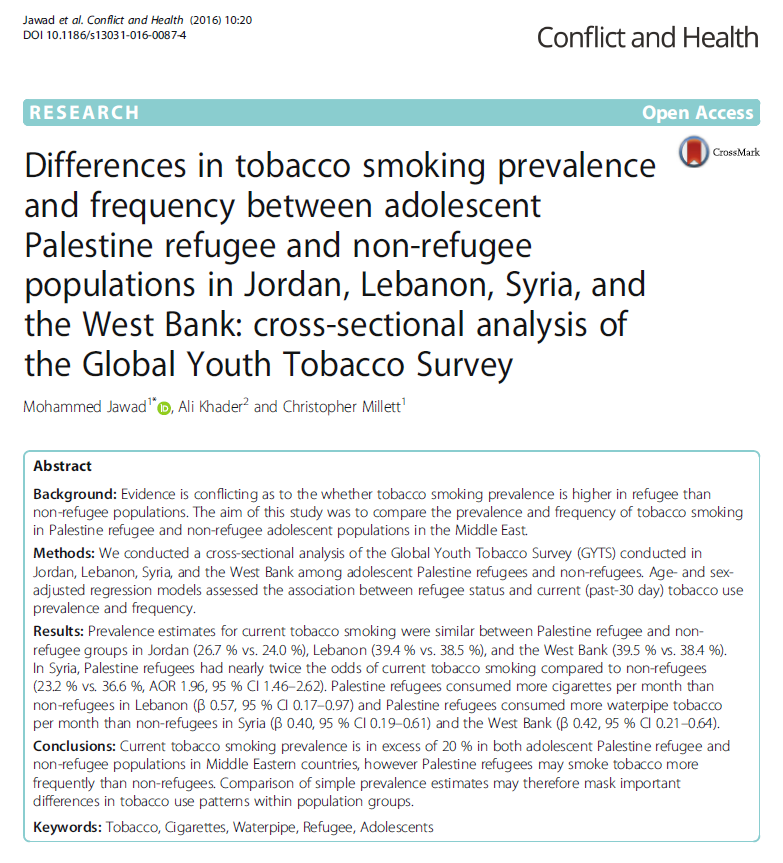 Jawad et al. Conflict and Health (2016) 10:20
DOI 10.1186/s13031-016-0087-4
Conflict and Health
RESEARCH
Open Access
CrossMark
Differences in tobacco smoking prevalence
and frequency between adolescent
Palestine refugee and non-refugee
populations in Jordan, Lebanon, Syria, and
the West Bank: cross-sectional analysis of
the Global Youth Tobacco Survey
Mohammed Jawad1* iD, Ali Khader2 and Christopher Millett1
Abstract
Background: Evidence is conflicting as to the whether tobacco smoking prevalence is higher in refugee than
non-refugee populations. The aim of this study was to compare the prevalence and frequency of tobacco smoking
in Palestine refugee and non-refugee adolescent populations in the Middle East.
Methods: We conducted a cross-sectional analysis of the Global Youth Tobacco Survey (GYTS) conducted in
Jordan, Lebanon, Syria, and the West Bank among adolescent Palestine refugees and non-refugees. Age- and sex-
adjusted regression models assessed the association between refugee status and current (past-30 day) tobacco use
prevalence and frequency.
Results: Prevalence estimates for current tobacco smoking were similar between Palestine refugee and non-
refugee groups in Jordan (26.7 % vs. 24.0 %), Lebanon (39.4 % vs. 38.5 %), and the West Bank (39.5 % vs. 38.4 %).
In Syria, Palestine refugees had nearly twice the odds of current tobacco smoking compared to non-refugees
(23.2 % vs. 36.6 %, AOR 1.96, 95 % CI 1.46–2.62). Palestine refugees consumed more cigarettes per month than
non-refugees in Lebanon (β 0.57, 95 % CI 0.17–0.97) and Palestine refugees consumed more waterpipe tobacco
per month than non-refugees in Syria (β 0.40, 95 % CI 0.19–0.61) and the West Bank (β 0.42, 95 % CI 0.21–0.64).
Conclusions: Current tobacco smoking prevalence is in excess of 20 % in both adolescent Palestine refugee and
non-refugee populations in Middle Eastern countries, however Palestine refugees may smoke tobacco more
frequently than non-refugees. Comparison of simple prevalence estimates may therefore mask important
differences in tobacco use patterns within population groups.
Keywords: Tobacco, Cigarettes, Waterpipe, Refugee, Adolescents